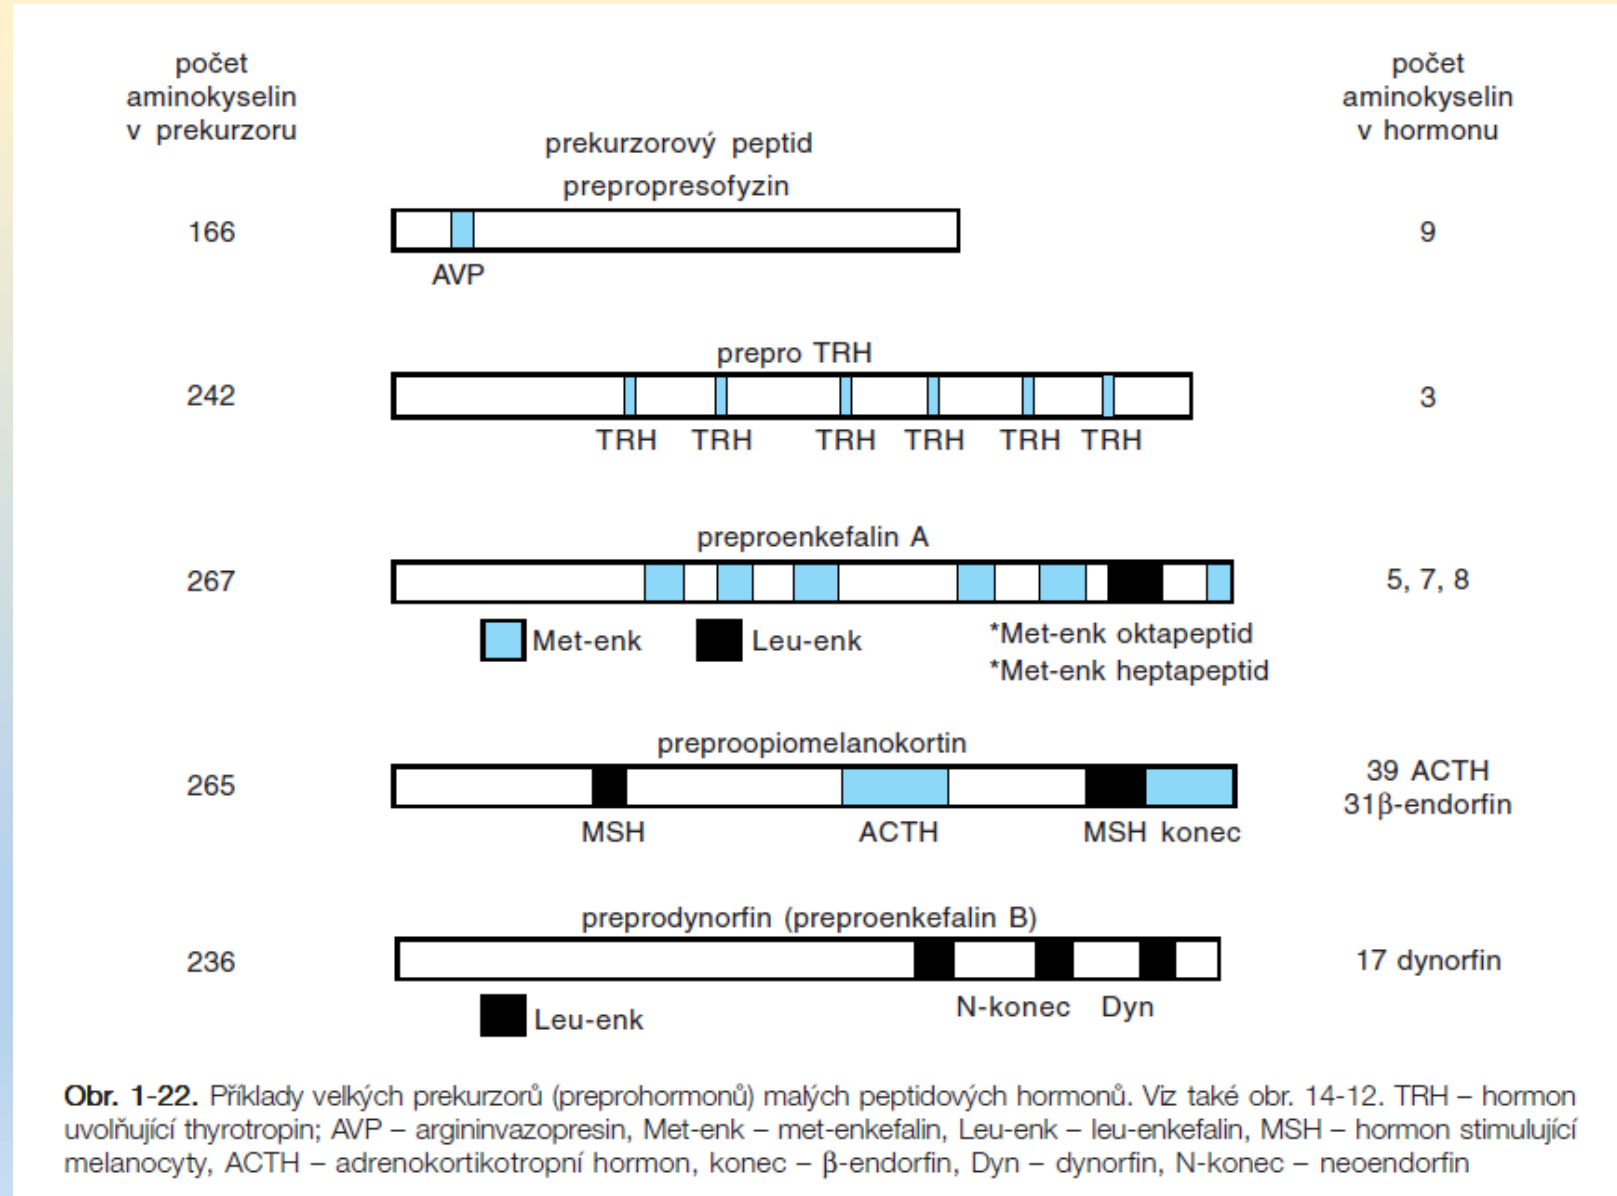 počet
aminokyselin
v prekurzoru
počet
aminokyselin
v hormonu
prekurzorový peptid
prepropresofyzin
166
9
AVP
prepro TRH
242
3
TRH TRH TRH TRH TRH TRH
preproenkefalin A
267
5, 7, 8
Met-enk
Leu-enk
*Met-enk oktapeptid
*Met-enk heptapeptid
preproopiomelanokortin
265
39 ACTH
31β-endorfin
MSH ACTH MSH konec
preprodynorfin (preproenkefalin B)
236
17 dynorfin
N-konec Dyn
Leu-enk
Obr. 1-22. Příklady velkých prekurzorů (preprohormonů) malých peptidových hormonů. Viz také obr. 14-12. TRH – hormon
uvolňující thyrotropin; AVP – argininvazopresin, Met-enk – met-enkefalin, Leu-enk – leu-enkefalin, MSH – hormon stimulující
melanocyty, ACTH – adrenokortikotropní hormon, konec – β-endorfin, Dyn – dynorfin, N-konec – neoendorfin